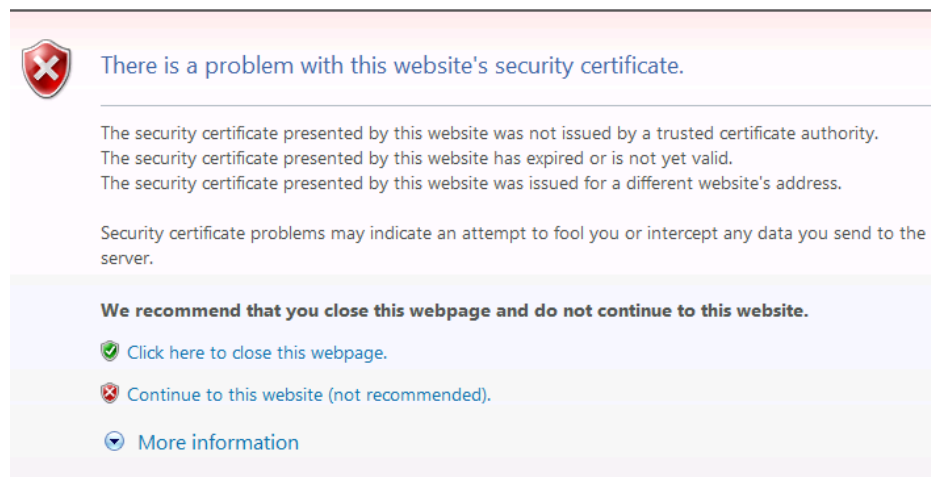 There is a problem with this website's security certificate.
The security certificate presented by this website was not issued by a trusted certificate authority.
The security certificate presented by this website has expired or is not yet valid.
The security certificate presented by this website was issued for a different website's address.
Security certificate problems may indicate an attempt to fool you or intercept any data you send to the
server.
We recommend that you close this webpage and do not continue to this website.
Click here to close this webpage.
Continue to this website (not recommended).
More information